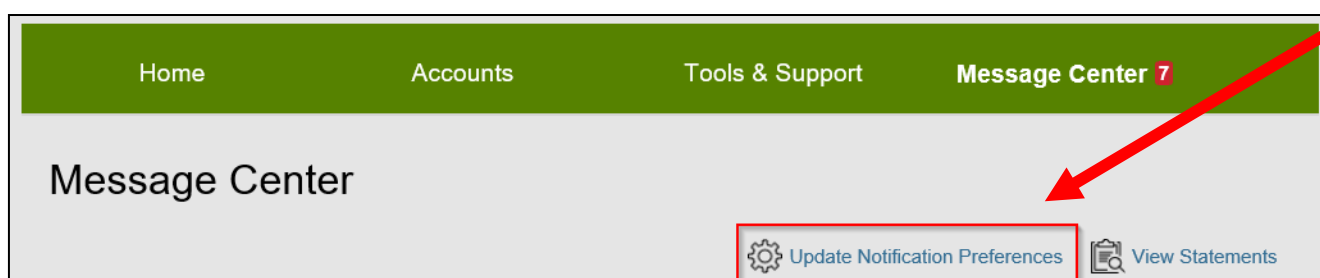 Home Accounts Tools & Support Message Center 7
Message Center
Update Notification Preferences View Statements